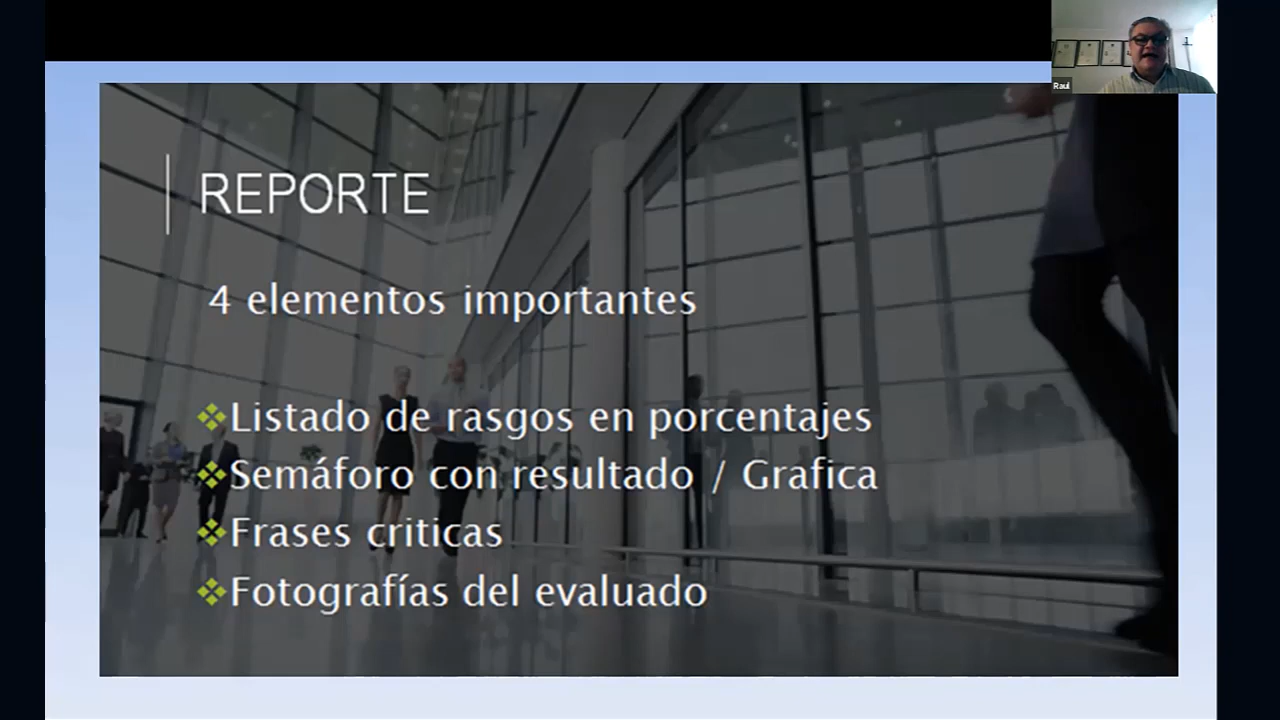 Raul
REPORTE
4 elementos importantes
Listado de rasgos en porcentajes
Semáforo con resultado / Grafica
Frases criticas
Fotografías del evaluado